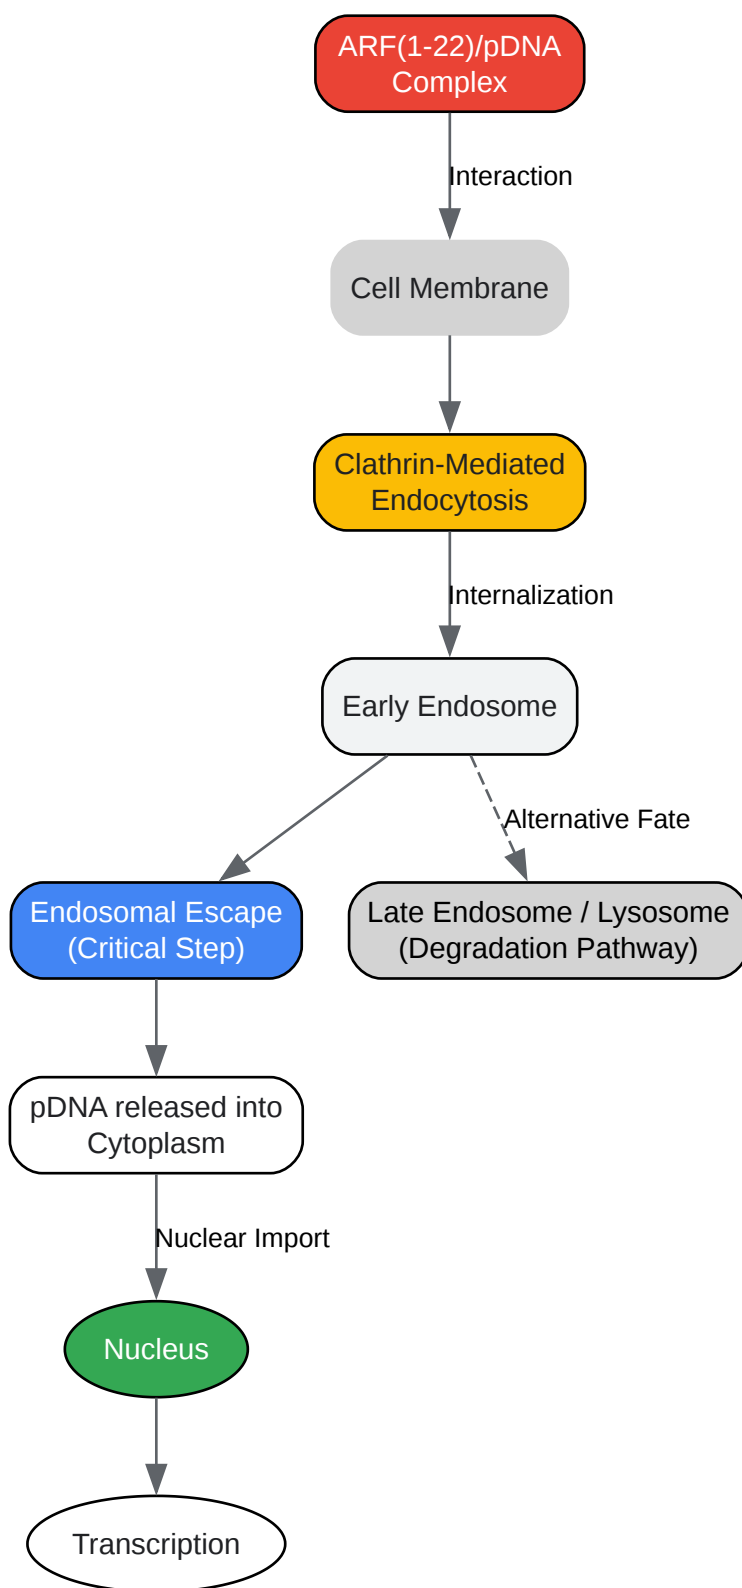 ARF(1-22)/pDNA
Complex
Interaction
Cell Membrane
Clathrin-Mediated
Endocytosis
Internalization
Early Endosome
Alternative Fate
Endosomal Escape
(Critical Step)
Late Endosome / Lysosome
(Degradation Pathway)
pDNA released into
Cytoplasm
Nuclear Import
Nucleus
Transcription